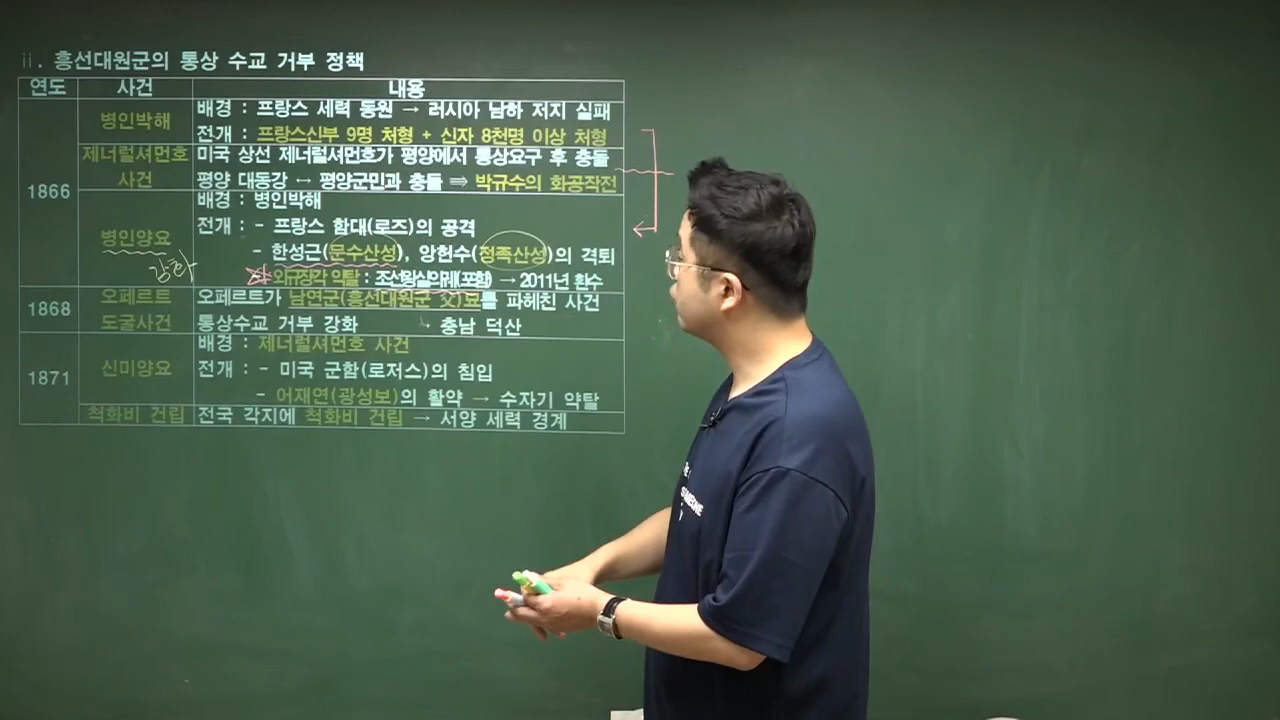 ⅱ. 흥선대원군의 통상 수교 거부 정책
연도 사건 내용
1866
병인박해
배경 : 프랑스 세력 동원 → 러시아 남하 저지 실패
전개 : 프랑스신부 9명 처형 + 신자 8천명 이상 처형
제너럴셔먼호
사건
미국 상선 제너럴셔먼호가 평양에서 통상요구 후 충돌
평양 대동강 ↔ 평양군민과 충돌 ⇒ 박규수의 화공작전
병인양요
강화
배경 : 병인박해
전개 : - 프랑스 함대(로즈)의 공격
- 한성근(문수산성), 양헌수(정족산성)의 격퇴
외규장각 약탈 : 조선왕실의궤(포함) → 2011년 환수
1868
오페르트
도굴사건
오페르트가 남연군(흥선대원군 父)묘를 파헤친 사건
통상수교 거부 강화 충남 덕산
1871
신미양요
배경 : 제너럴셔먼호 사건
전개 : - 미국 군함(로저스)의 침입
- 어재연(광성보)의 활약 → 수자기 약탈
척화비 건립
전국 각지에 척화비 건립 → 서양 세력 경계